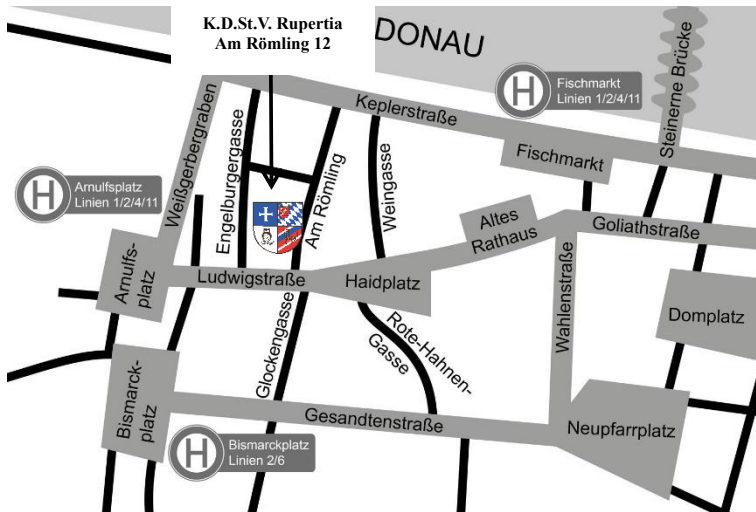 K.D.St.V. Rupertia
Am Römling 12
DONAU
H
Fischmarkt
Linien 1/2/4/11
Steinerne Brücke
Keplerstraße
Fischmarkt
Weißgerbergraben
Engelburgergasse
Am Römling
Weingasse
H
Arnulfsplatz
Linien 1/2/4/11
Altes
Rathaus
Goliathstraße
Arnulfs-
platz
Ludwigstraße
Haidplatz
Wahlenstraße
Domplatz
Glockengasse
Rote-Hahnen-
Gasse
Bismarck-
platz
Gesandtenstraße
Neupfarrplatz
H
Bismarckplatz
Linien 2/6